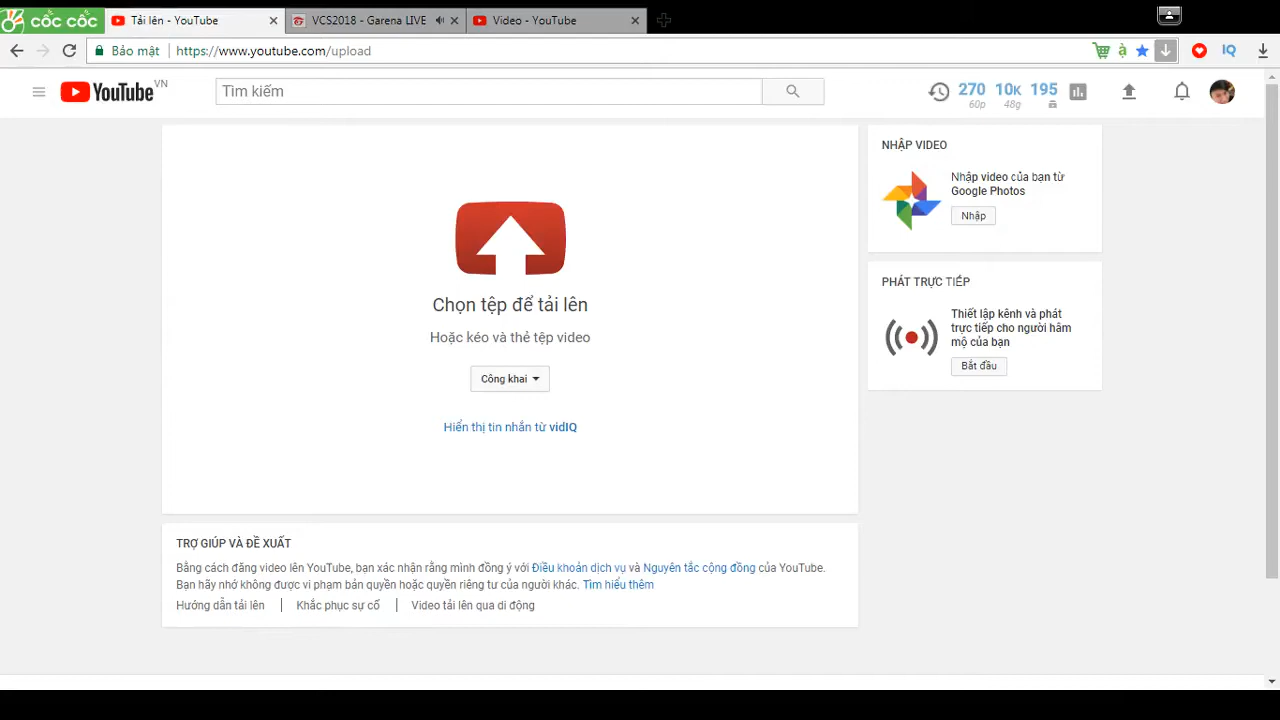 cốc cốc
Tải lên - YouTube
VCS2018 - Garena LIVE
Video - YouTube
Bảo mật
https://www.youtube.com/upload
à
IQ
YouTube VN
Tìm kiếm
270 10K 195
60p 48g
Chọn tệp để tải lên
Hoặc kéo và thẻ tệp video
Công khai
Hiển thị tin nhắn từ vidIQ
NHẬP VIDEO
Nhập video của bạn từ
Google Photos
Nhập
PHÁT TRỰC TIẾP
Thiết lập kênh và phát
trực tiếp cho người hâm
mộ của bạn
Bắt đầu
TRỢ GIÚP VÀ ĐỀ XUẤT
Bằng cách đăng video lên YouTube, bạn xác nhận rằng mình đồng ý với Điều khoản dịch vụ và Nguyên tắc cộng đồng của YouTube.
Bạn hãy nhớ không được vi phạm bản quyền hoặc quyền riêng tư của người khác. Tìm hiểu thêm
Hướng dẫn tải lên | Khắc phục sự cố | Video tải lên qua di động